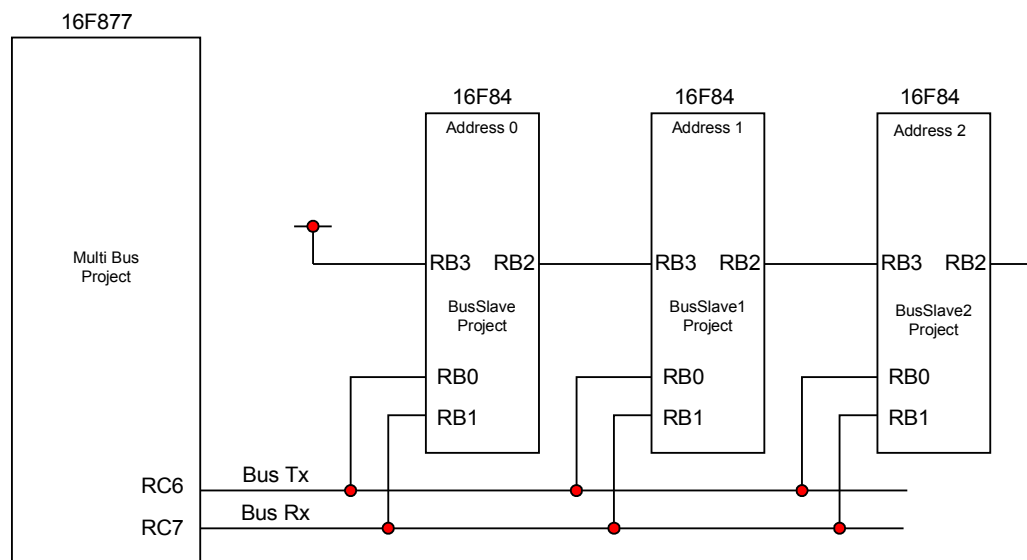 16F877
Multi Bus
Project
RC6
RC7
Bus Tx
Bus Rx
16F84
Address 0
RB3 RB2
BusSlave
Project
RB0
RB1
16F84
Address 1
RB3 RB2
BusSlave1
Project
RB0
RB1
16F84
Address 2
RB3 RB2
BusSlave2
Project
RB0
RB1